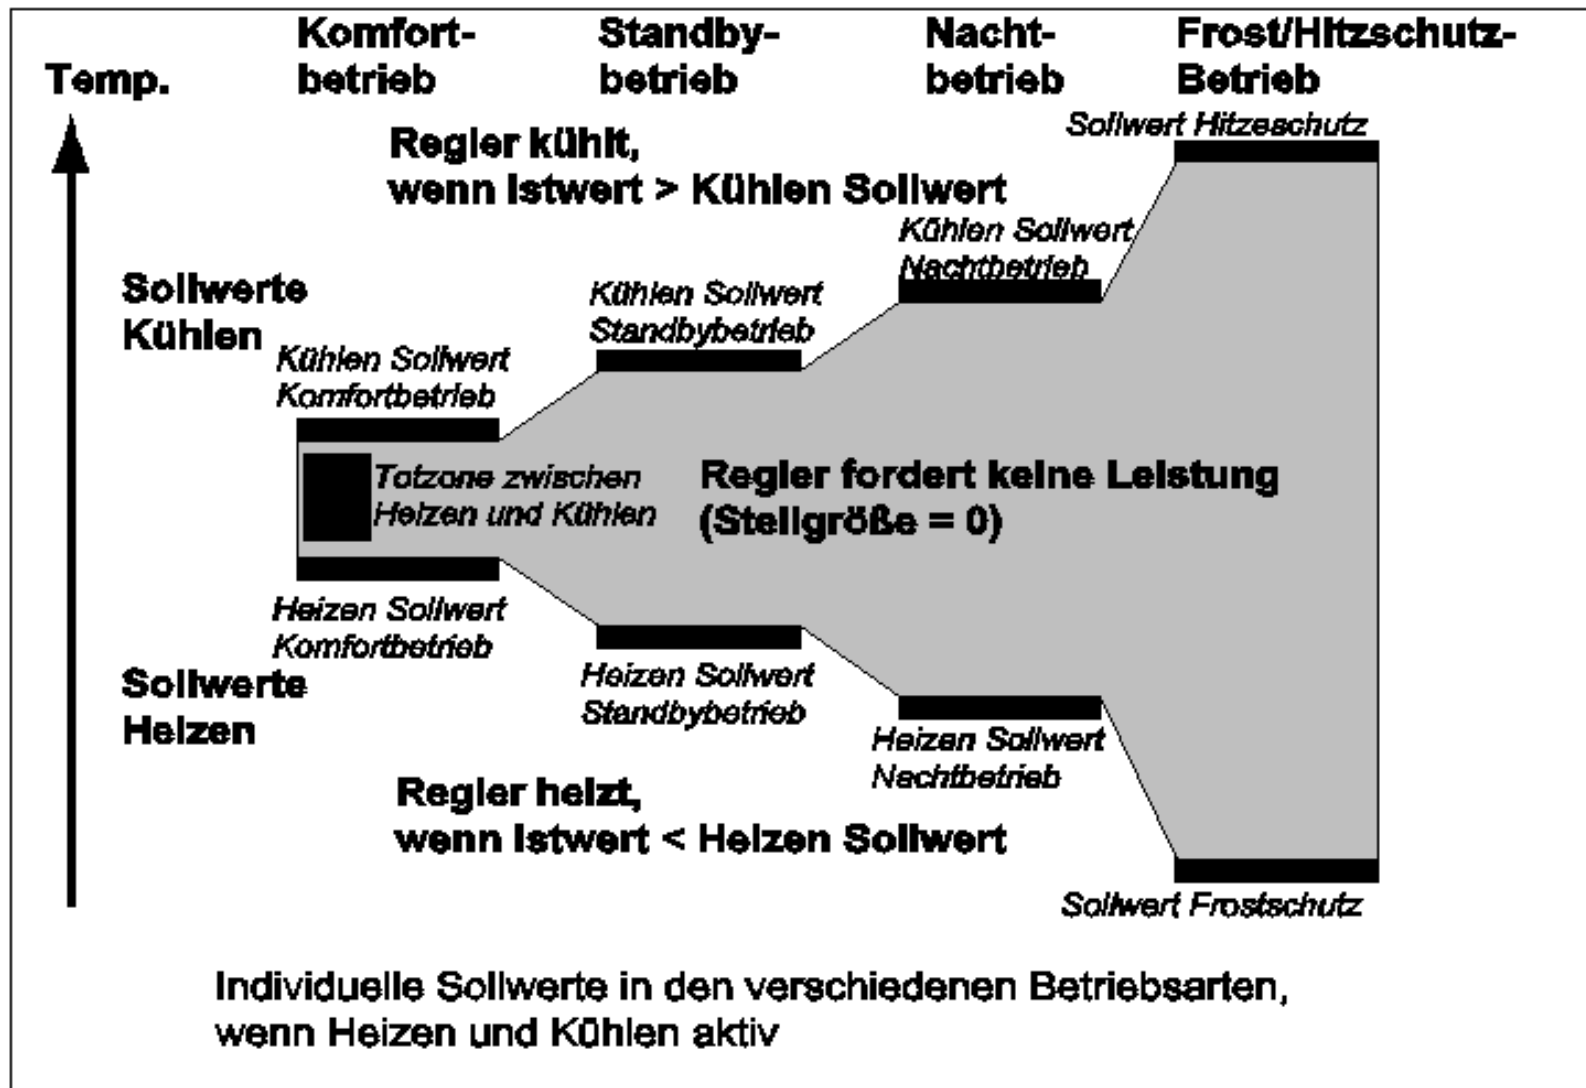 Komfort-
betrieb
Standby-
betrieb
Nacht-
betrieb
Frost/Hitzschutz-
Betrieb
Temp.
Sollwert Hitzeschutz
Regler kühlt,
wenn Istwert > Kühlen Sollwert
Kühlen Sollwert
Nachtbetrieb
Sollwerte
Kühlen
Kühlen Sollwert
Standbybetrieb
Kühlen Sollwert
Komfortbetrieb
Totzone zwischen
Heizen und Kühlen
Regler fordert keine Leistung
(Stellgröße = 0)
Heizen Sollwert
Komfortbetrieb
Sollwerte
Heizen
Heizen Sollwert
Standbybetrieb
Heizen Sollwert
Nachtbetrieb
Regler heizt,
wenn Istwert < Heizen Sollwert
Sollwert Frostschutz
Individuelle Sollwerte in den verschiedenen Betriebsarten,
wenn Heizen und Kühlen aktiv